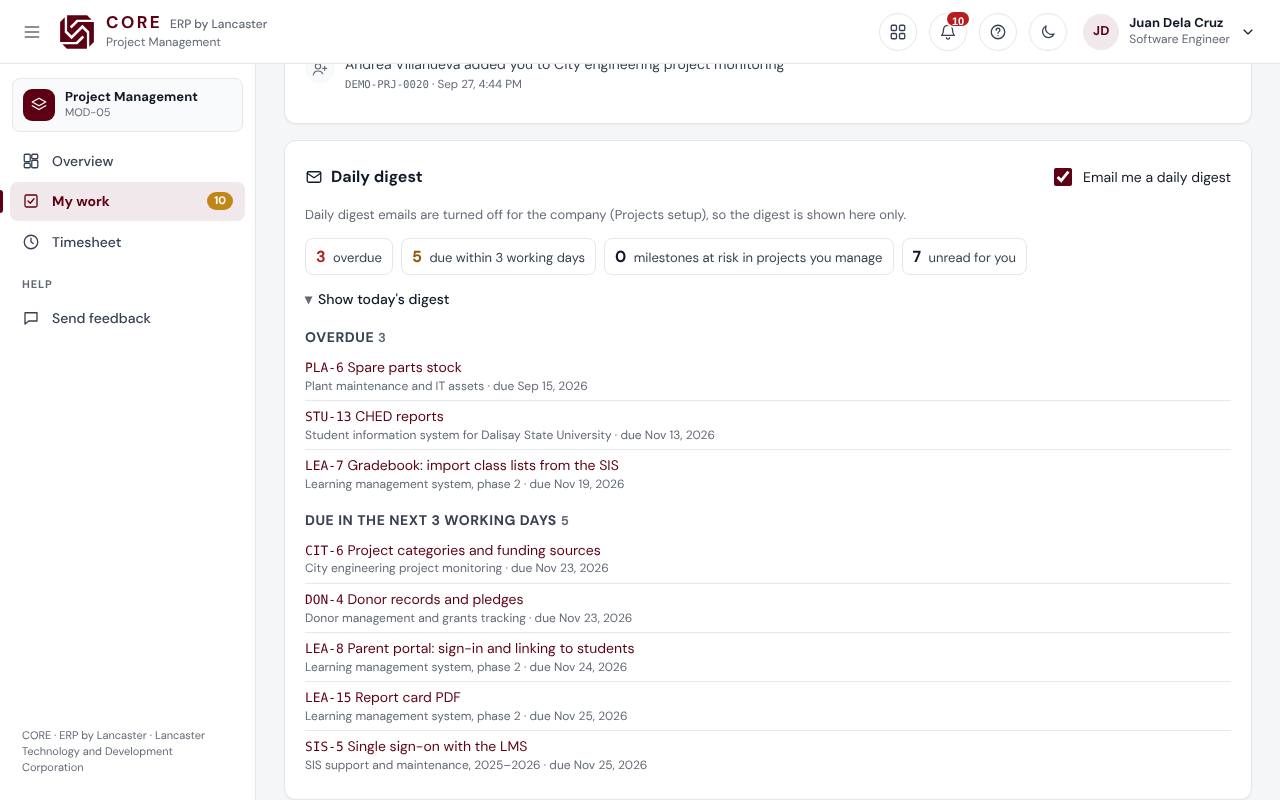 CORE ERP by Lancaster
Project Management
10
JD
Juan Dela Cruz
Software Engineer
Project Management
MOD-05
Overview
My work 10
Timesheet
HELP
Send feedback
CORE · ERP by Lancaster · Lancaster
Technology and Development
Corporation
Andrea Villanueva added you to City engineering project monitoring
DEMO-PRJ-0020 · Sep 27, 4:44 PM
Daily digest
Email me a daily digest
Daily digest emails are turned off for the company (Projects setup), so the digest is shown here only.
3 overdue
5 due within 3 working days
0 milestones at risk in projects you manage
7 unread for you
▼ Show today's digest
OVERDUE 3
PLA-6 Spare parts stock
Plant maintenance and IT assets · due Sep 15, 2026
STU-13 CHED reports
Student information system for Dalisay State University · due Nov 13, 2026
LEA-7 Gradebook: import class lists from the SIS
Learning management system, phase 2 · due Nov 19, 2026
DUE IN THE NEXT 3 WORKING DAYS 5
CIT-6 Project categories and funding sources
City engineering project monitoring · due Nov 23, 2026
DON-4 Donor records and pledges
Donor management and grants tracking · due Nov 23, 2026
LEA-8 Parent portal: sign-in and linking to students
Learning management system, phase 2 · due Nov 24, 2026
LEA-15 Report card PDF
Learning management system, phase 2 · due Nov 25, 2026
SIS-5 Single sign-on with the LMS
SIS support and maintenance, 2025–2026 · due Nov 25, 2026